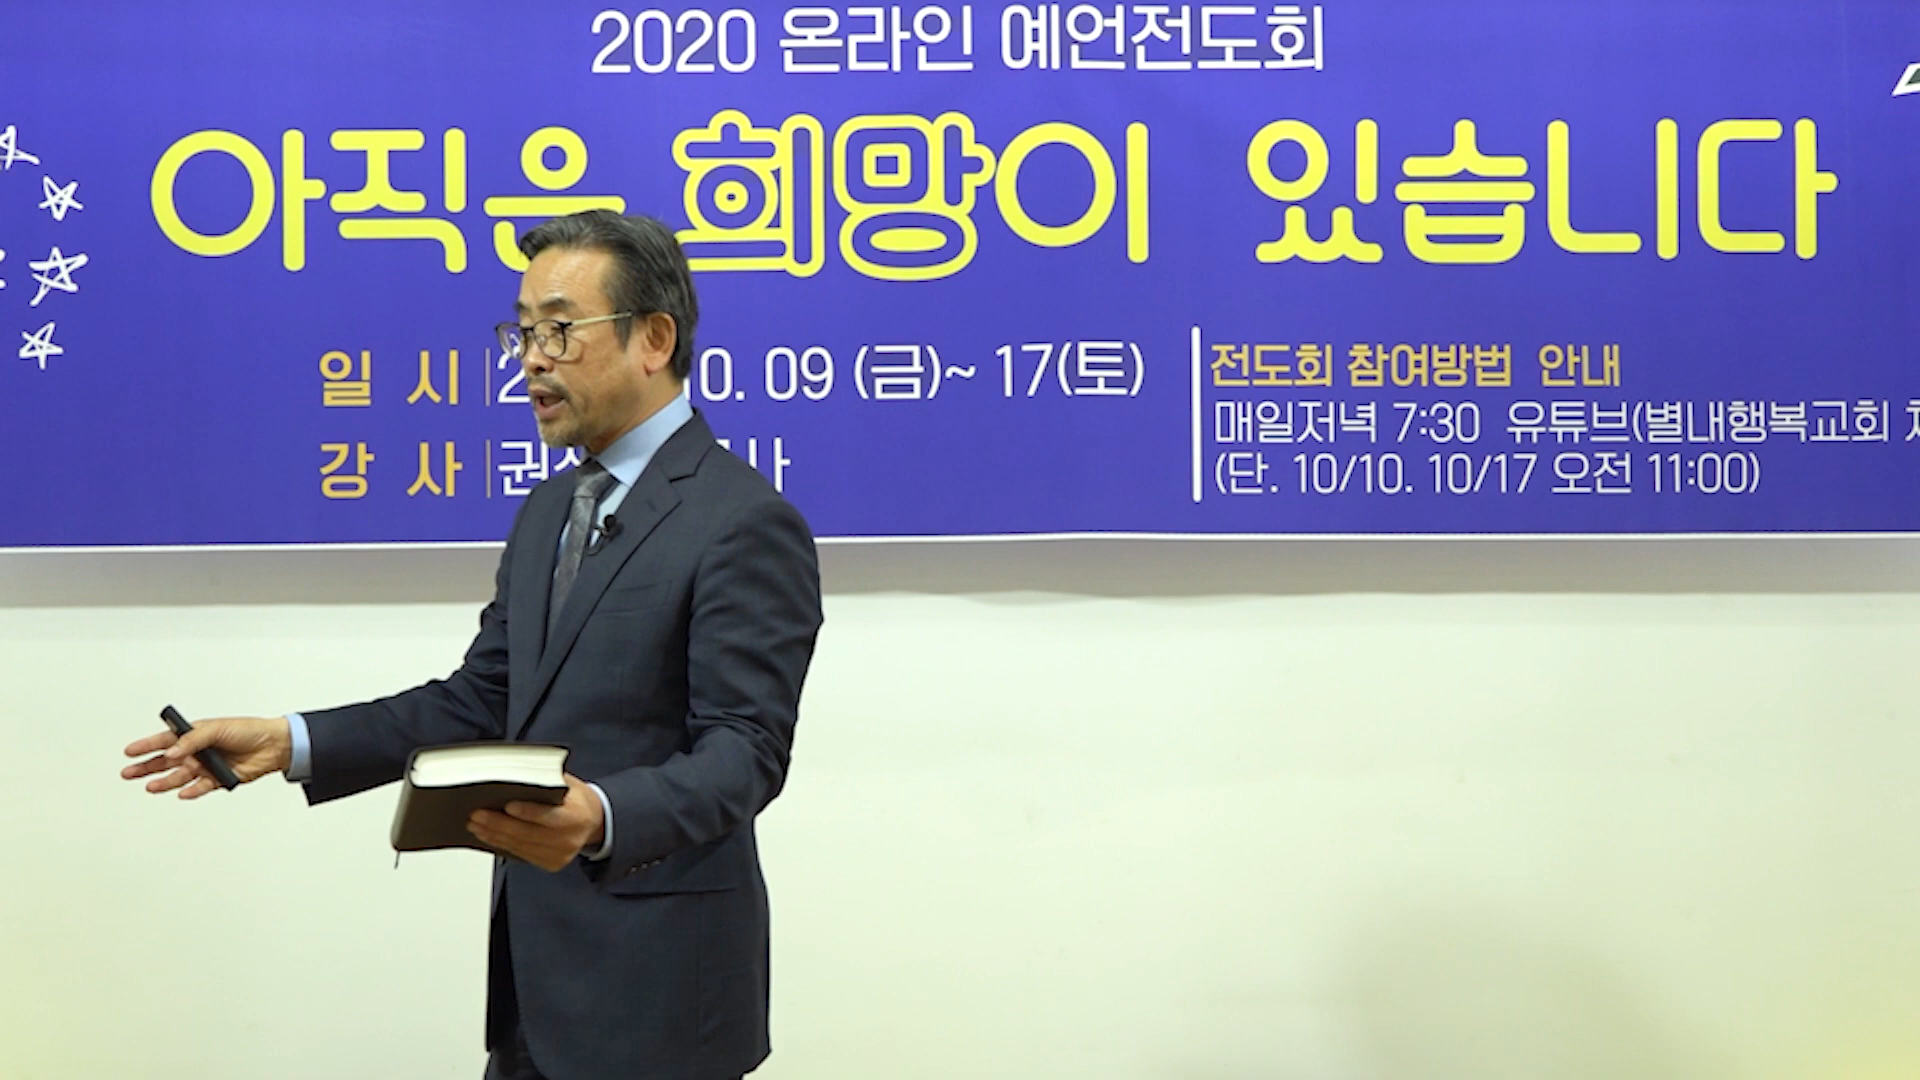 2020 온라인 예언전도회
아직은 희망이 있습니다
일 시 10. 09 (금)~ 17(토)
강 사
전도회 참여방법 안내
매일저녁 7:30 유튜브(별내행복교회
(단. 10/10. 10/17 오전 11:00)